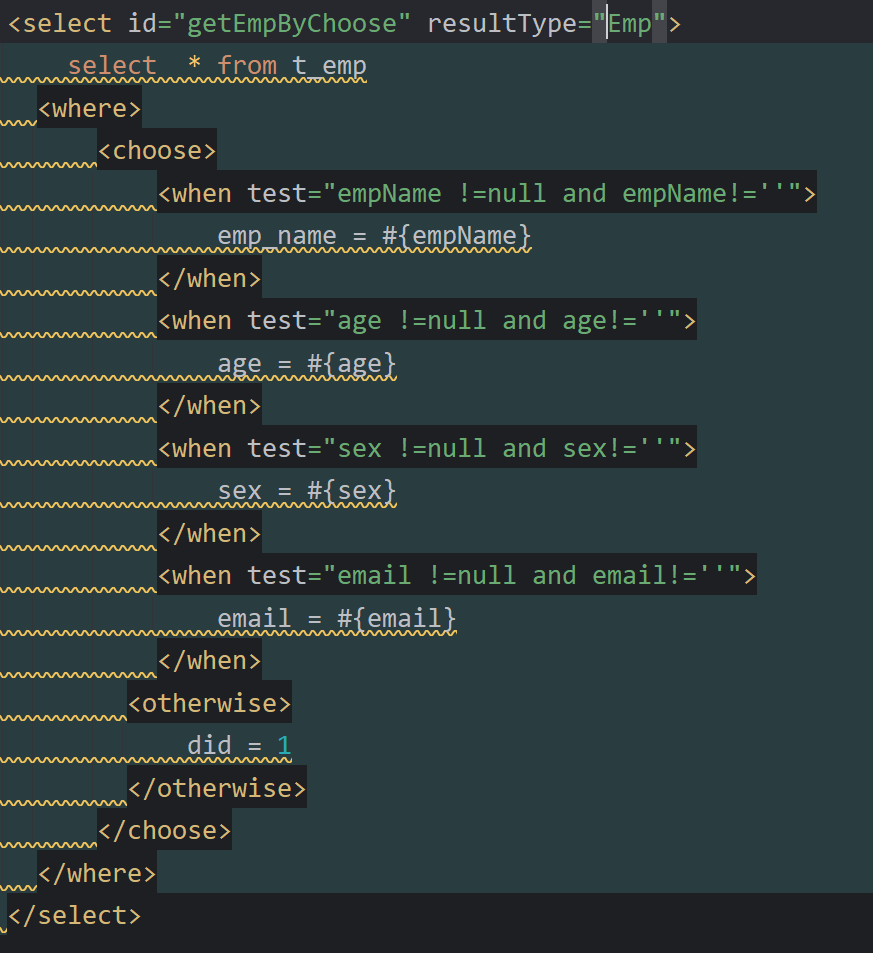 <select id="getEmpByChoose" resultType="Emp">
select  * from t_emp
<where>
<choose>
<when test="empName !=null and empName!=''">
emp_name = #{empName}
</when>
<when test="age !=null and age!=''">
age = #{age}
</when>
<when test="sex !=null and sex!=''">
sex = #{sex}
</when>
<when test="email !=null and email!=''">
email = #{email}
</when>
<otherwise>
did = 1
</otherwise>
</choose>
</where>
</select>